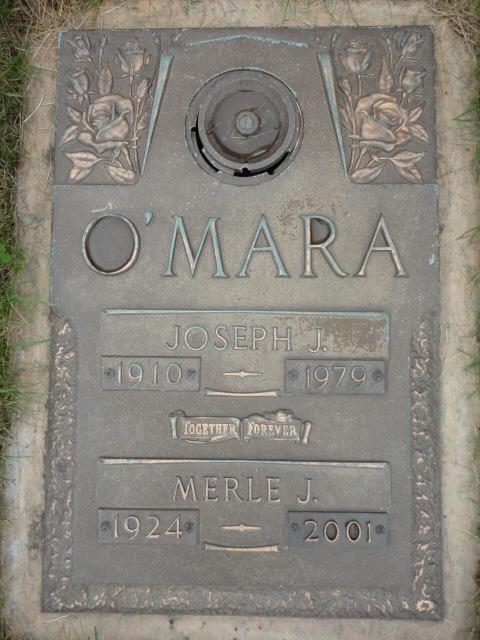 O'MARA
JOSEPH J.
1910 1979
TOGETHER FOREVER
MERLE J.
1924 2001